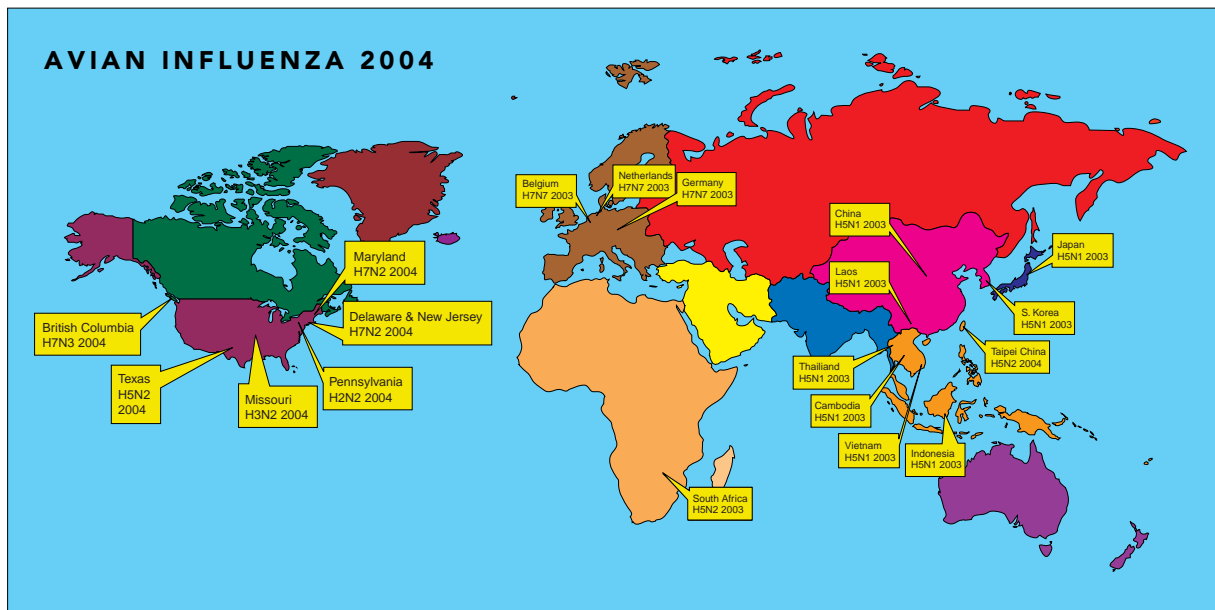 AVIAN INFLUENZA 2004
Belgium
H7N7 2003
Netherlands
H7N7 2003
Germany
H7N7 2003
China
H5N1 2003
Maryland
H7N2 2004
Japan
H5N1 2003
Laos
H5N1 2003
British Columbia
H7N3 2004
Delaware & New Jersey
H7N2 2004
S. Korea
H5N1 2003
Taipei China
H5N2 2004
Texas
H5N2
2004
Missouri
H3N2 2004
Pennsylvania
H2N2 2004
Thailiand
H5N1 2003
Cambodia
H5N1 2003
Vietnam
H5N1 2003
Indonesia
H5N1 2003
South Africa
H5N2 2003